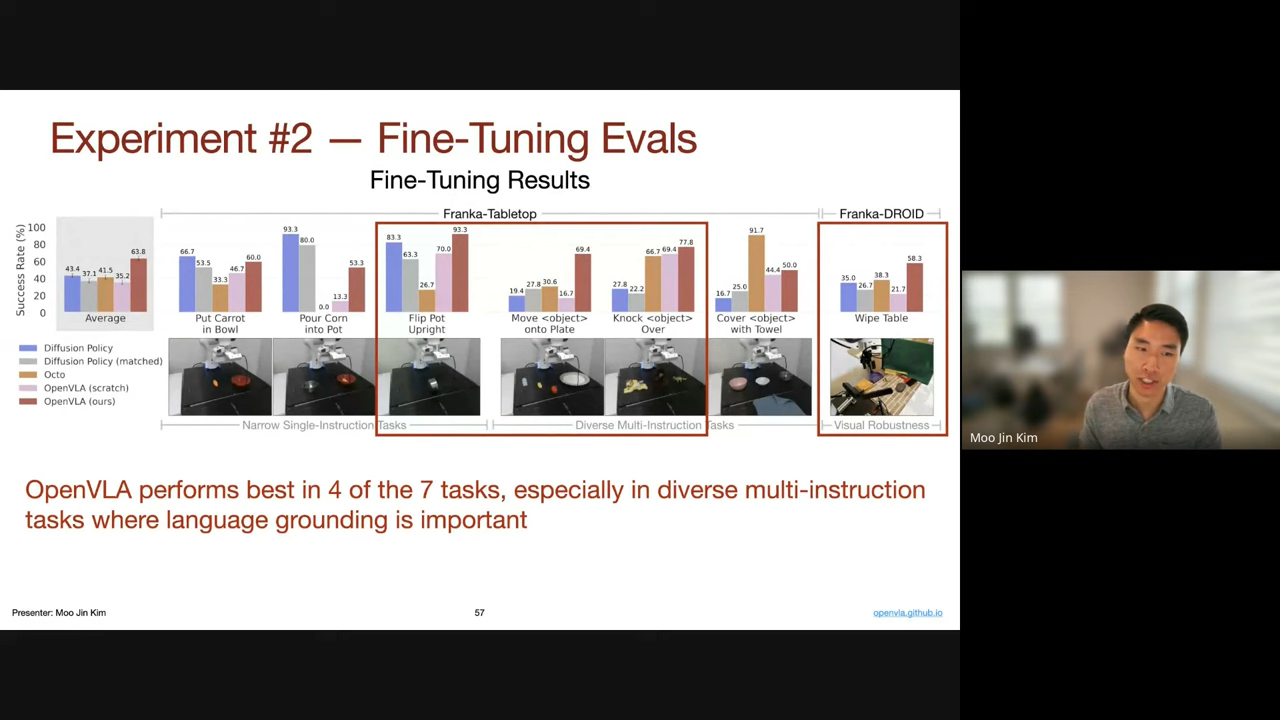 Experiment #2 — Fine-Tuning Evals
Fine-Tuning Results
Franka-Tabletop
Franka-DROID
Success Rate (%)
100
80
60
40
20
0
43.4 37.1 41.5 35.2 63.8
66.7 53.5 33.3 46.7 60.0
93.3 80.0 0.0 13.3 53.3
83.3 63.3 26.7 70.0 93.3
19.4 27.8 30.6 16.7 69.4
27.8 22.2 66.7 69.4 77.8
16.7 25.0 91.7 44.4 50.0
35.0 26.7 38.3 21.7 58.3
Average
Put Carrot
in Bowl
Pour Corn
into Pot
Flip Pot
Upright
Move <object>
onto Plate
Knock <object>
Over
Cover <object>
with Towel
Wipe Table
Diffusion Policy
Diffusion Policy (matched)
Octo
OpenVLA (scratch)
OpenVLA (ours)
Narrow Single-Instruction Tasks
Diverse Multi-Instruction Tasks
Visual Robustness
OpenVLA performs best in 4 of the 7 tasks, especially in diverse multi-instruction
tasks where language grounding is important
Presenter: Moo Jin Kim
57
openvla.github.io
Moo Jin Kim